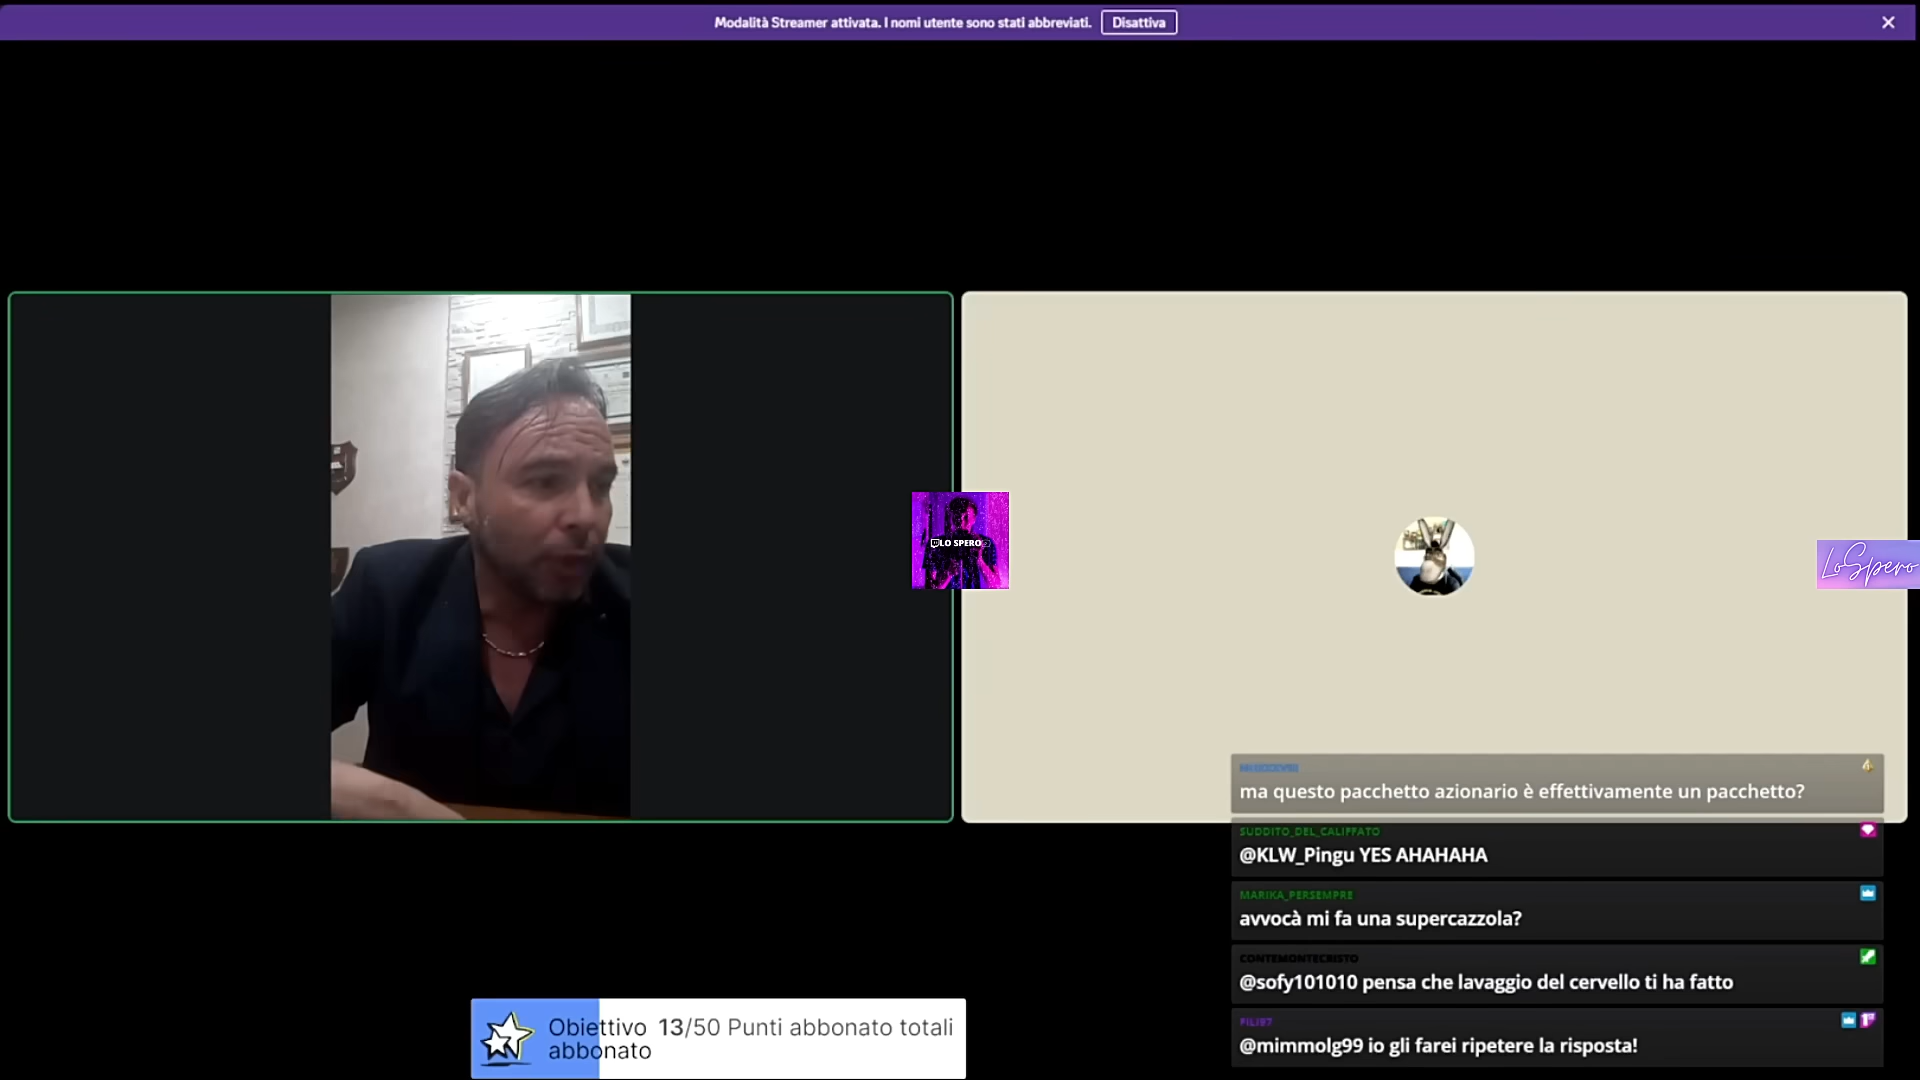 Modalità Streamer attivata. I nomi utente sono stati abbreviati. Disattiva
LO SPERO
LoSpero
ma questo pacchetto azionario è effettivamente un pacchetto?
SUDDITO_DEL_CALIFFATO
@KLW_Pingu YES AHAHAHA
MARIKA_PERSEMPRE
avvocà mi fa una supercazzola?
CONTEMONTECRISTO
@sofy101010 pensa che lavaggio del cervello ti ha fatto
FILI97
@mimmolg99 io gli farei ripetere la risposta!
Obiettivo 13/50 Punti abbonato totali
abbonato